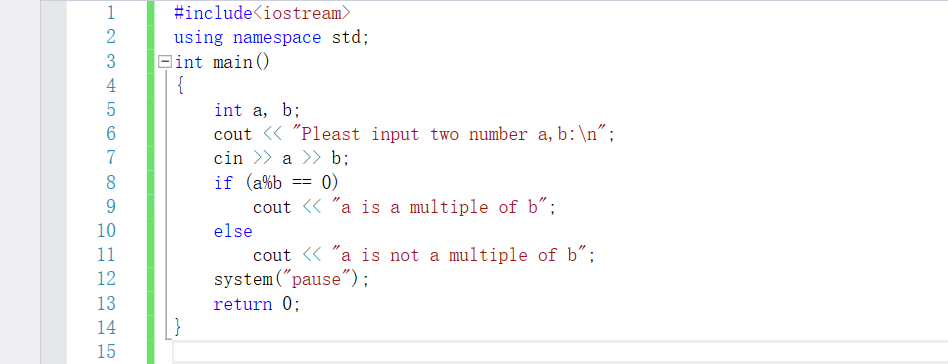 1 #include<iostream>
2 using namespace std;
3 int main()
4 {
5 int a, b;
6 cout << "Pleast input two number a,b:\n";
7 cin >> a >> b;
8 if (a%b == 0)
9 cout << "a is a multiple of b";
10 else
11 cout << "a is not a multiple of b";
12 system("pause");
13 return 0;
14 }
15